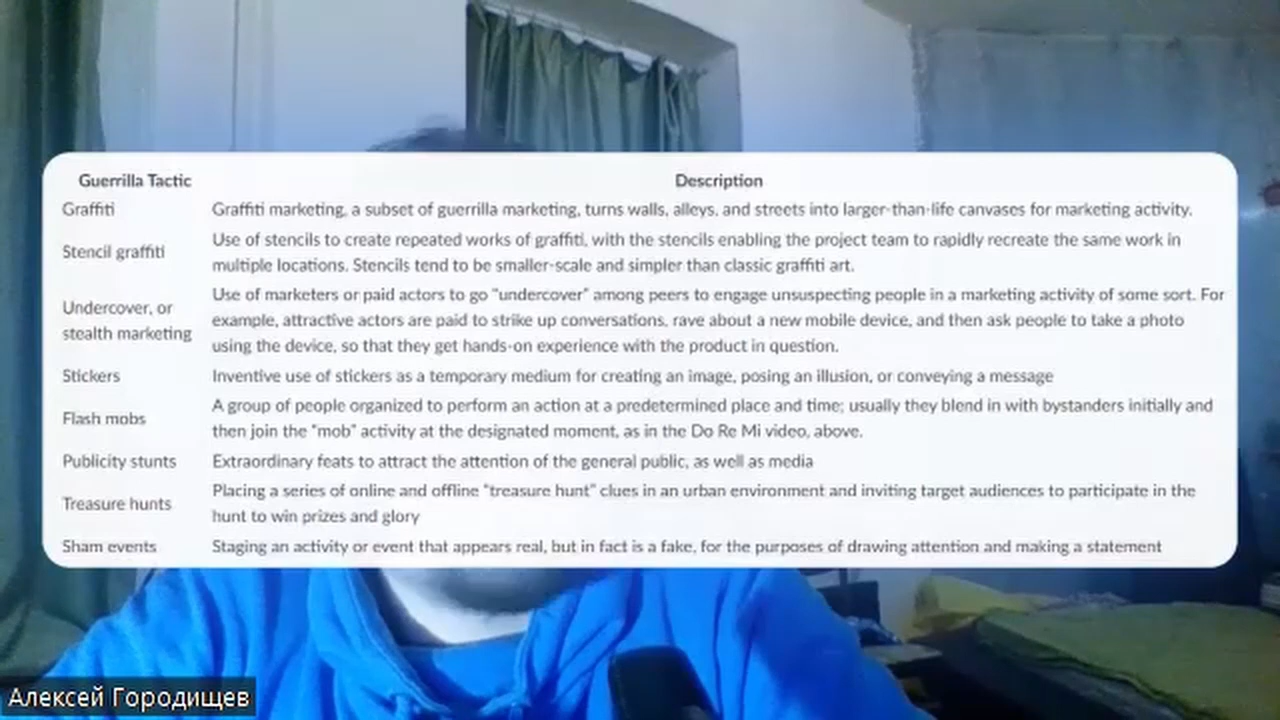 Guerrilla Tactic Description
Graffiti Graffiti marketing, a subset of guerrilla marketing, turns walls, alleys, and streets into larger-than-life canvases for marketing activity.
Stencil graffiti Use of stencils to create repeated works of graffiti, with the stencils enabling the project team to rapidly recreate the same work in
multiple locations. Stencils tend to be smaller-scale and simpler than classic graffiti art.
Undercover, or
stealth marketing
Use of marketers or paid actors to go "undercover" among peers to engage unsuspecting people in a marketing activity of some sort. For
example, attractive actors are paid to strike up conversations, rave about a new mobile device, and then ask people to take a photo
using the device, so that they get hands-on experience with the product in question.
Stickers Inventive use of stickers as a temporary medium for creating an image, posing an illusion, or conveying a message
Flash mobs A group of people organized to perform an action at a predetermined place and time; usually they blend in with bystanders initially and
then join the "mob" activity at the designated moment, as in the Do Re Mi video, above.
Publicity stunts Extraordinary feats to attract the attention of the general public, as well as media
Treasure hunts Placing a series of online and offline "treasure hunt" clues in an urban environment and inviting target audiences to participate in the
hunt to win prizes and glory
Sham events Staging an activity or event that appears real, but in fact is a fake, for the purposes of drawing attention and making a statement
Алексей Городищев